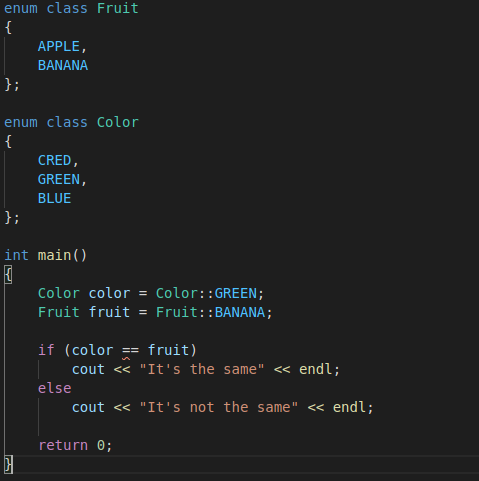 enum class Fruit
{
    APPLE,
    BANANA
};

enum class Color
{
    CRED,
    GREEN,
    BLUE
};

int main()
{
    Color color = Color::GREEN;
    Fruit fruit = Fruit::BANANA;

    if (color == fruit)
        cout << "It's the same" << endl;
    else
        cout << "It's not the same" << endl;

    return 0;
}